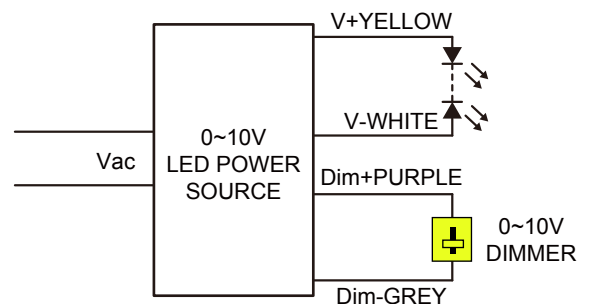 V+YELLOW
V-WHITE
Vac
0~10V
LED POWER
SOURCE
Dim+PURPLE
0~10V
DIMMER
Dim-GREY